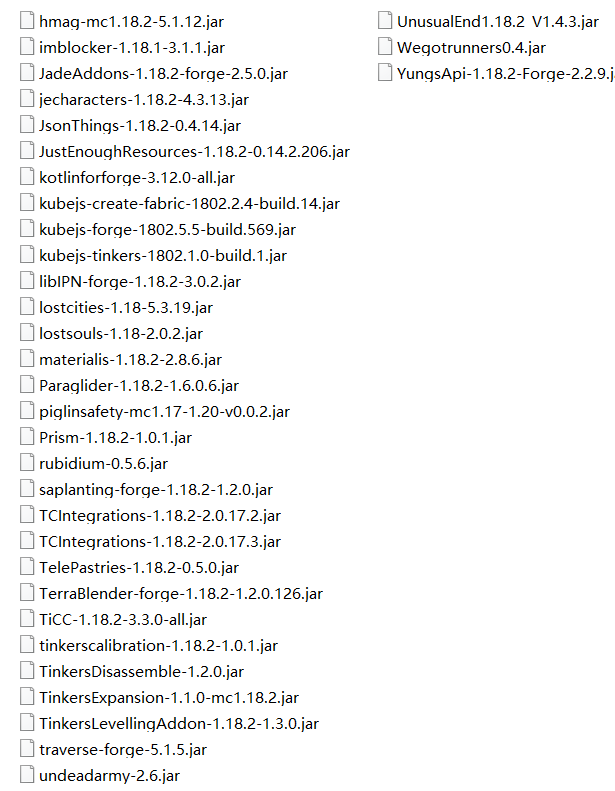 hmag-mc1.18.2-5.1.12.jar
imblocker-1.18.1-3.1.1.jar
JadeAddons-1.18.2-forge-2.5.0.jar
jecharacters-1.18.2-4.3.13.jar
JsonThings-1.18.2-0.4.14.jar
JustEnoughResources-1.18.2-0.14.2.206.jar
kotlinforforge-3.12.0-all.jar
kubejs-create-fabric-1802.2.4-build.14.jar
kubejs-forge-1802.5.5-build.569.jar
kubejs-tinkers-1802.1.0-build.1.jar
libIPN-forge-1.18.2-3.0.2.jar
lostcities-1.18-5.3.19.jar
lostsouls-1.18-2.0.2.jar
materialis-1.18.2-2.8.6.jar
Paraglider-1.18.2-1.6.0.6.jar
piglinsafety-mc1.17-1.20-v0.0.2.jar
Prism-1.18.2-1.0.1.jar
rubidium-0.5.6.jar
saplanting-forge-1.18.2-1.2.0.jar
TCIntegrations-1.18.2-2.0.17.2.jar
TCIntegrations-1.18.2-2.0.17.3.jar
TelePastries-1.18.2-0.5.0.jar
TerraBlender-forge-1.18.2-1.2.0.126.jar
TiCC-1.18.2-3.3.0-all.jar
tinkerscalibration-1.18.2-1.0.1.jar
TinkersDisassemble-1.2.0.jar
TinkersExpansion-1.1.0-mc1.18.2.jar
TinkersLevellingAddon-1.18.2-1.3.0.jar
traverse-forge-5.1.5.jar
undeadarmy-2.6.jar
UnusualEnd1.18.2_V1.4.3.jar
Wegotrunners0.4.jar
YungsApi-1.18.2-Forge-2.2.9.j